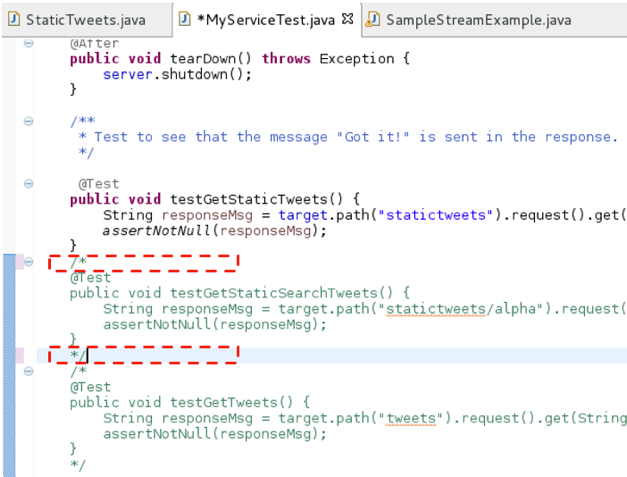 StaticTweets.java *MyServiceTest.java SampleStreamExample.java
@After
public void tearDown() throws Exception {
server.shutdown();
}
/**
* Test to see that the message "Got it!" is sent in the response.
*/
@Test
public void testGetStaticTweets() {
String responseMsg = target.path("statictweets").request().get(
assertNotNull(responseMsg);
}
/*
@Test
public void testGetStaticSearchTweets() {
String responseMsg = target.path("statictweets/alpha").request(
assertNotNull(responseMsg);
}
*/
/*
@Test
public void testGetTweets() {
String responseMsg = target.path("tweets").request().get(String
assertNotNull(responseMsg);
}
*/